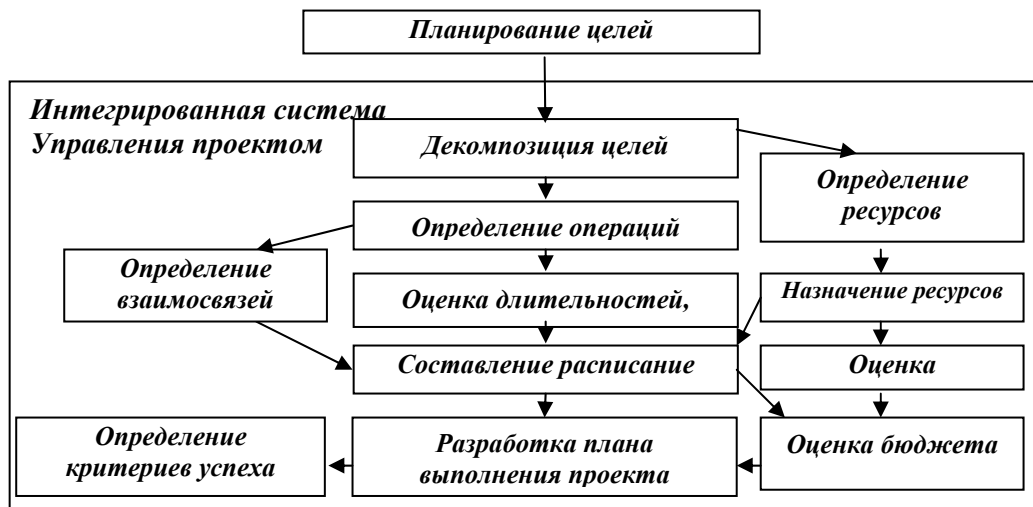 Планирование целей
Интегрированная система
Управления проектом
Декомпозиция целей
Определение
ресурсов
Определение операций
Определение
взаимосвязей
Оценка длительностей,
Назначение ресурсов
Составление расписание
Оценка
Определение
критериев успеха
Разработка плана
выполнения проекта
Оценка бюджета